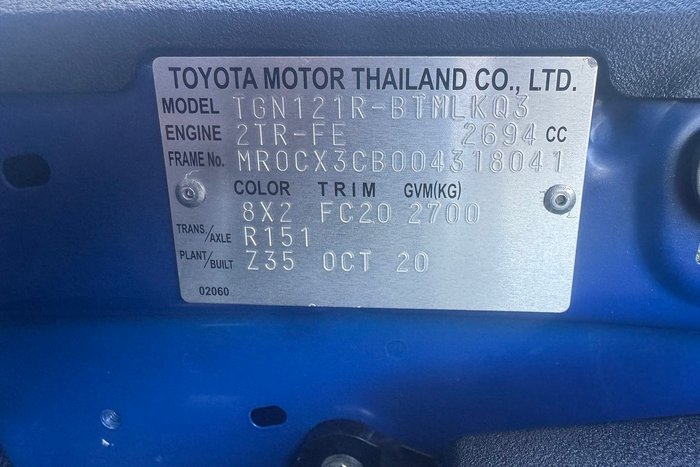 TOYOTA MOTOR THAILAND CO., LTD.
MODEL TGN121R-BTMLKQ3
ENGINE 2TR-FE 2694 CC
FRAME No. MR0CX3CB004318041
COLOR TRIM GVM(KG)
8X2 FC20 2700
TRANS./AXLE R151
PLANT/BUILT Z35 OCT 20
02060